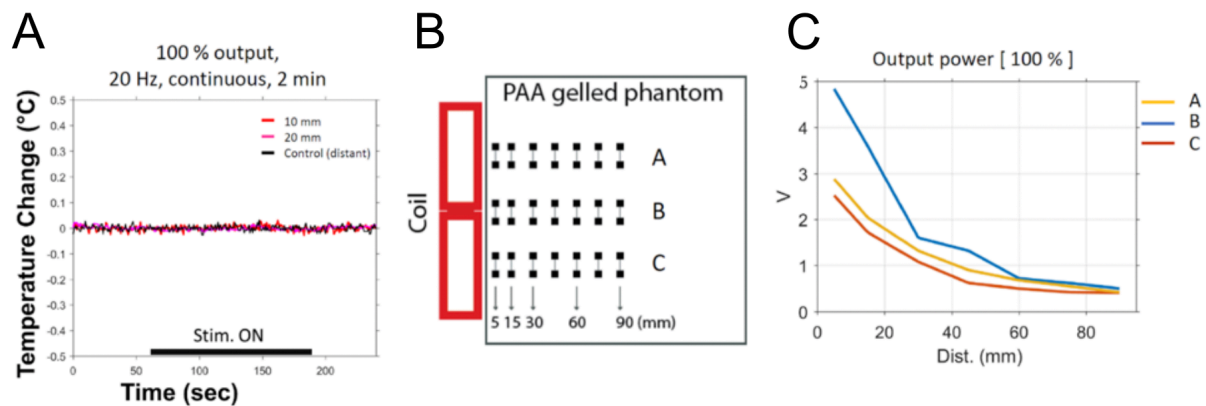 A
100 % output,
20 Hz, continuous, 2 min
Temperature Change (°C)
0.5
0.4
0.3
0.2
0.1
0
-0.1
-0.2
-0.3
-0.4
-0.5
10 mm
20 mm
Control (distant)
Stim. ON
0 50 100 150 200
Time (sec)
B
PAA gelled phantom
Coil
A
B
C
5 15 30 60 90 (mm)
C
Output power [ 100 % ]
V
5
4
3
2
1
0
0 20 40 60 80
Dist. (mm)
A
B
C